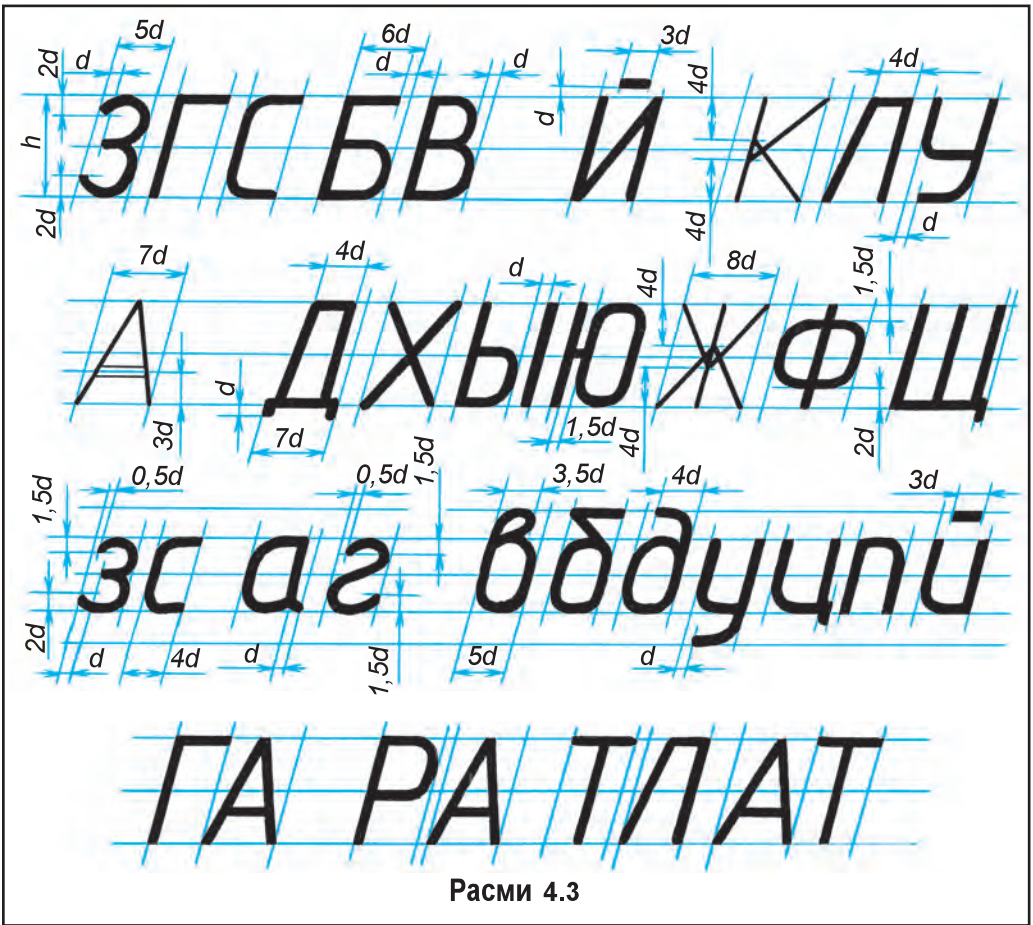 5d 6d 3d
2d d d d 4d 4d
h d
ЗГСБВ Й КЛУ
2d 4d d
7d 4d d 4d 8d 1,5d
А ДХЫЮЖФЩ
3d d 7d 1,5d 4d 2d
1,5d 0,5d 0,5d 1,5d 3,5d 4d 3d
зс аг вбдуцпй
2d d 4d d 1,5d 5d d
ГА РА ТЛАТ
Расми 4.3